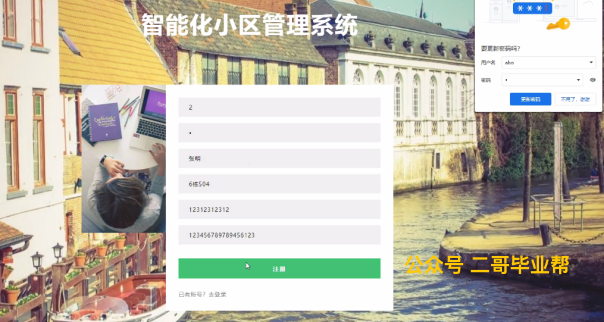 智能化小区管理系统
要更新密码吗?
用户名
abo
密码
•
更新密码
不用了，谢谢
2
•
张明
6栋504
12312312312
123456789789456123
注册
已有账号? 去登录
公众号 二哥毕业帮